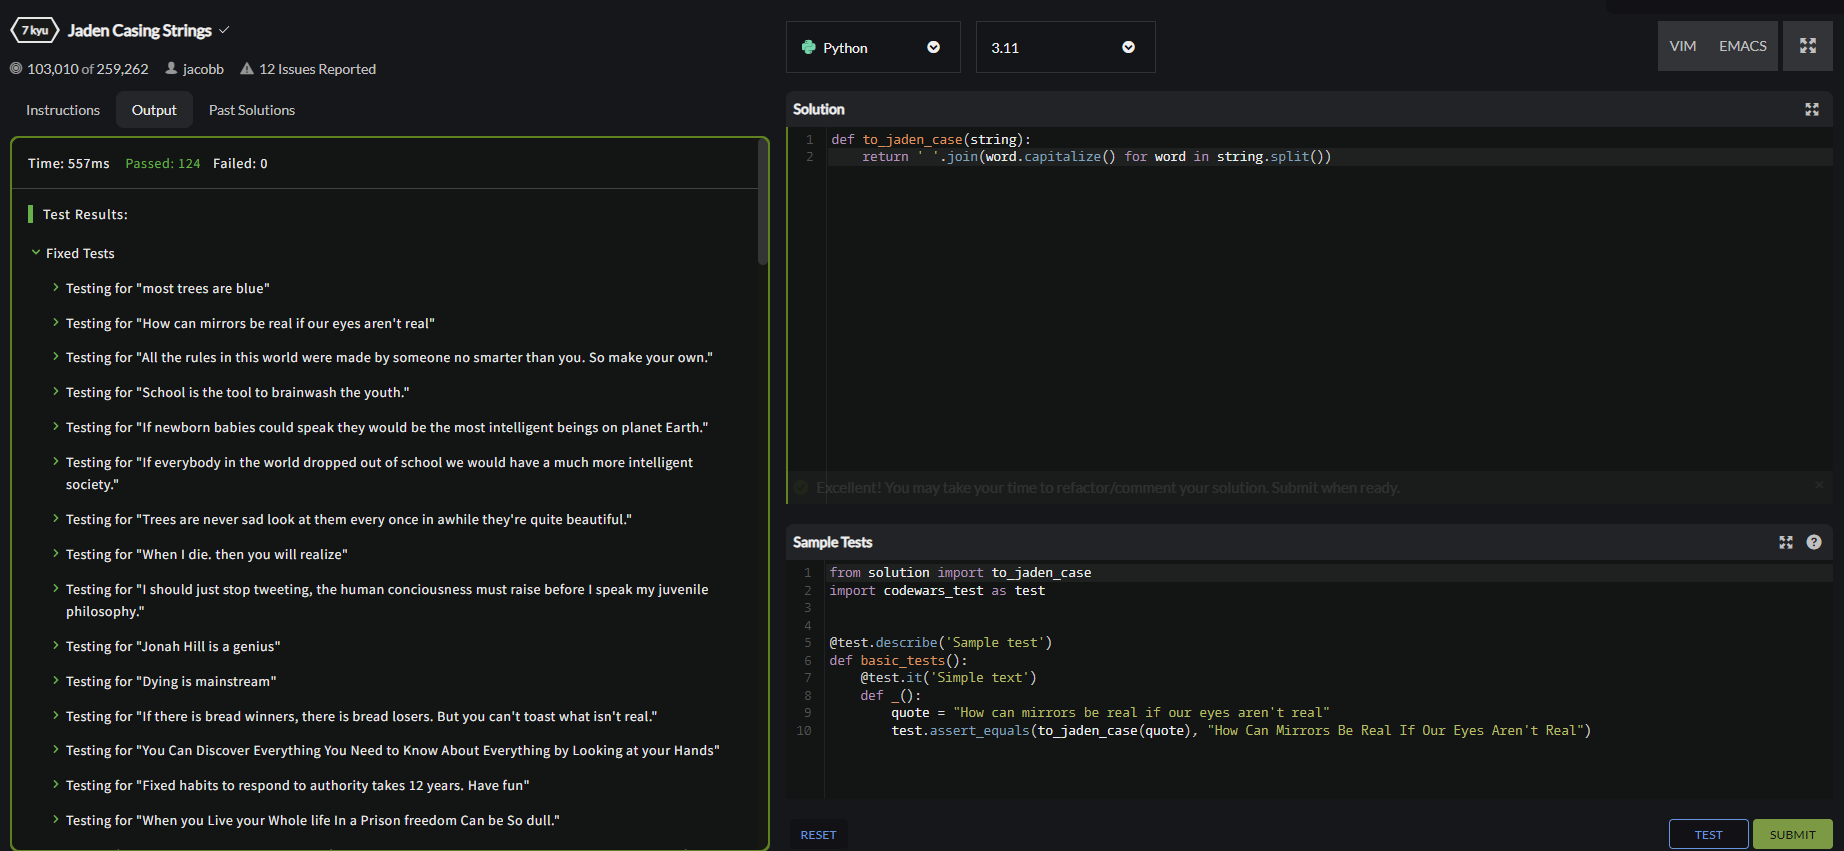 7 kyu Jaden Casing Strings
103,010 of 259,262 jacobb 12 Issues Reported
Instructions Output Past Solutions
Time: 557ms Passed: 124 Failed: 0
Test Results:
Fixed Tests
Testing for "most trees are blue"
Testing for "How can mirrors be real if our eyes aren't real"
Testing for "All the rules in this world were made by someone no smarter than you. So make your own."
Testing for "School is the tool to brainwash the youth."
Testing for "If newborn babies could speak they would be the most intelligent beings on planet Earth."
Testing for "If everybody in the world dropped out of school we would have a much more intelligent
society."
Testing for "Trees are never sad look at them every once in awhile they're quite beautiful."
Testing for "When I die. then you will realize"
Testing for "I should just stop tweeting, the human conciousness must raise before I speak my juvenile
philosophy."
Testing for "Jonah Hill is a genius"
Testing for "Dying is mainstream"
Testing for "If there is bread winners, there is bread losers. But you can't toast what isn't real."
Testing for "You Can Discover Everything You Need to Know About Everything by Looking at your Hands"
Testing for "Fixed habits to respond to authority takes 12 years. Have fun"
Testing for "When you Live your Whole life In a Prison freedom Can be So dull."
Python 3.11 VIM EMACS
Solution
1 def to_jaden_case(string):
2     return ' '.join(word.capitalize() for word in string.split())
Excellent! You may take your time to refactor/comment your solution. Submit when ready.
Sample Tests
1 from solution import to_jaden_case
2 import codewars_test as test
3
4
5 @test.describe('Sample test')
6 def basic_tests():
7     @test.it('Simple text')
8     def _():
9         quote = "How can mirrors be real if our eyes aren't real"
10         test.assert_equals(to_jaden_case(quote), "How Can Mirrors Be Real If Our Eyes Aren't Real")
RESET TEST SUBMIT